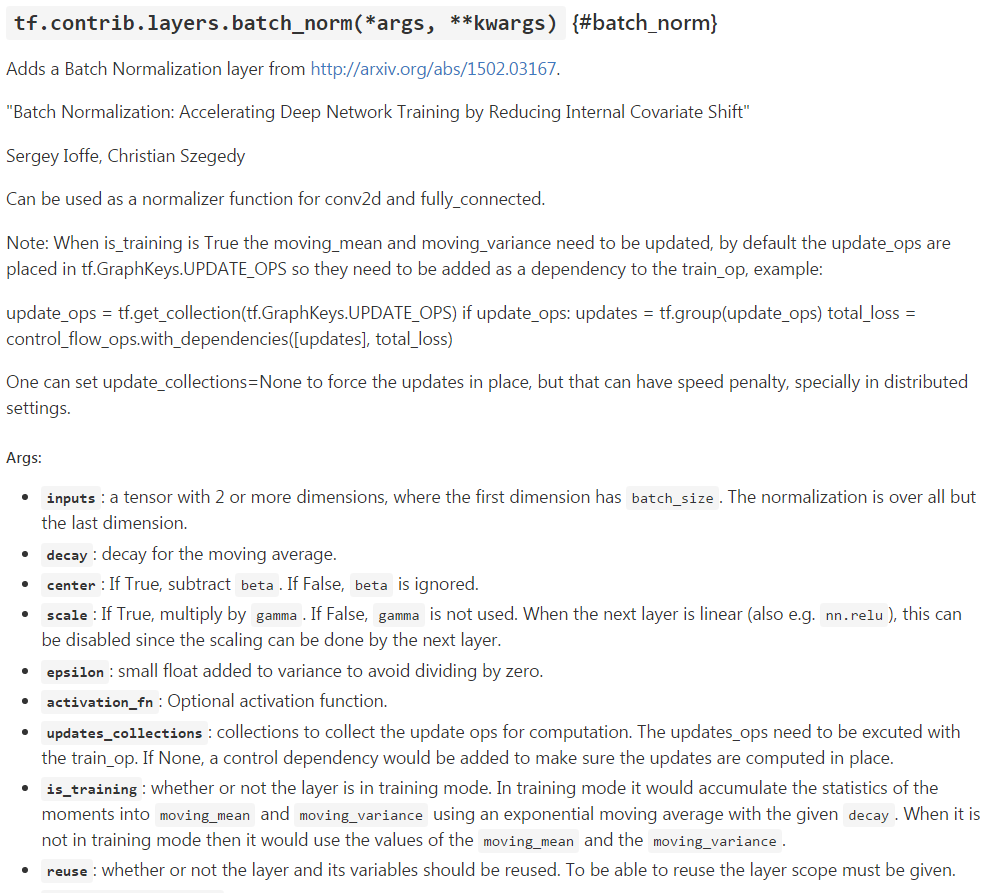 tf.contrib.layers.batch_norm(*args, **kwargs) {#batch_norm}
Adds a Batch Normalization layer from http://arxiv.org/abs/1502.03167.
"Batch Normalization: Accelerating Deep Network Training by Reducing Internal Covariate Shift"
Sergey Ioffe, Christian Szegedy
Can be used as a normalizer function for conv2d and fully_connected.
Note: When is_training is True the moving_mean and moving_variance need to be updated, by default the update_ops are
placed in tf.GraphKeys.UPDATE_OPS so they need to be added as a dependency to the train_op, example:
update_ops = tf.get_collection(tf.GraphKeys.UPDATE_OPS) if update_ops: updates = tf.group(update_ops) total_loss =
control_flow_ops.with_dependencies([updates], total_loss)
One can set update_collections=None to force the updates in place, but that can have speed penalty, specially in distributed
settings.
Args:
• inputs : a tensor with 2 or more dimensions, where the first dimension has batch_size . The normalization is over all but
the last dimension.
• decay : decay for the moving average.
• center : If True, subtract beta . If False, beta is ignored.
• scale : If True, multiply by gamma . If False, gamma is not used. When the next layer is linear (also e.g. nn.relu ), this can
be disabled since the scaling can be done by the next layer.
• epsilon : small float added to variance to avoid dividing by zero.
• activation_fn : Optional activation function.
• updates_collections : collections to collect the update ops for computation. The updates_ops need to be excuted with
the train_op. If None, a control dependency would be added to make sure the updates are computed in place.
• is_training : whether or not the layer is in training mode. In training mode it would accumulate the statistics of the
moments into moving_mean and moving_variance using an exponential moving average with the given decay . When it is
not in training mode then it would use the values of the moving_mean and the moving_variance .
• reuse : whether or not the layer and its variables should be reused. To be able to reuse the layer scope must be given.